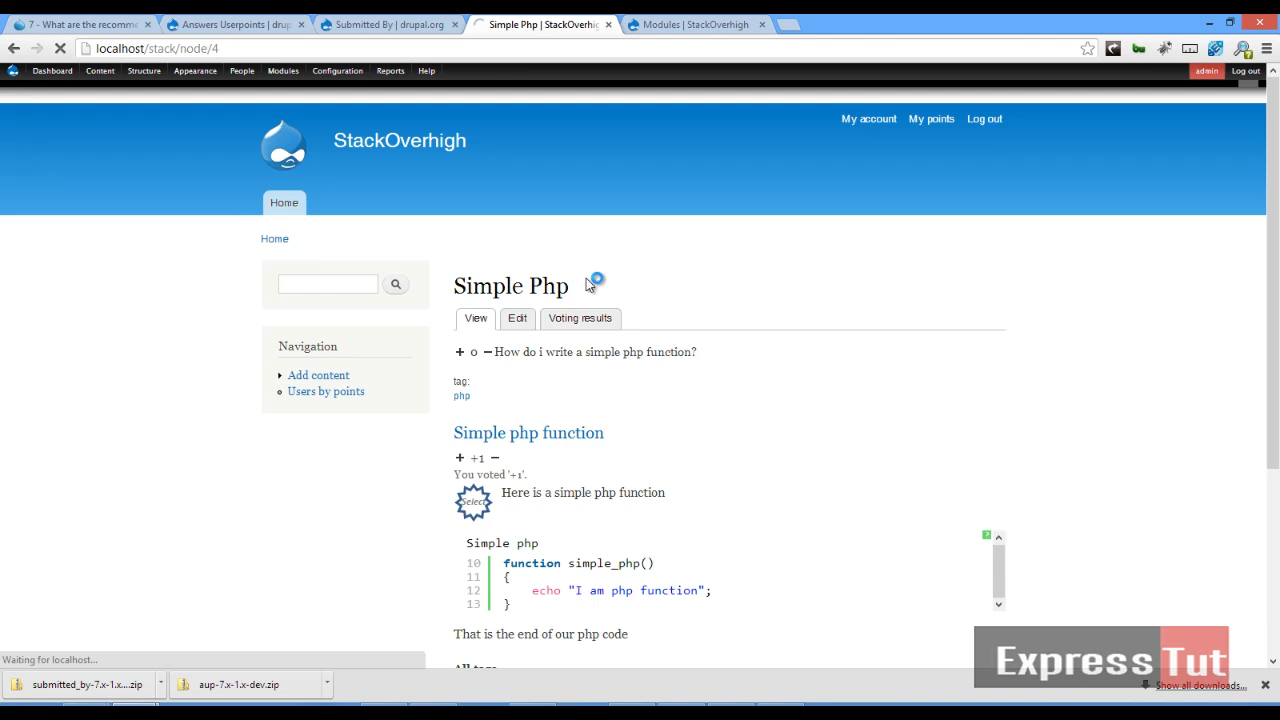 7 - What are the recomme
Answers Userpoints | drup
Submitted By | drupal.org
Simple Php | StackOverhig
Modules | StackOverhigh
localhost/stack/node/4
Dashboard Content Structure Appearance People Modules Configuration Reports Help
admin Log out
My account My points Log out
StackOverhigh
Home
Home
Simple Php
View Edit Voting results
Navigation
Add content
Users by points
+ 0 − How do i write a simple php function?
tag:
php
Simple php function
+ +1 −
You voted '+1'.
Select
Here is a simple php function
?
Simple php
10 function simple_php()
11 {
12 echo "I am php function";
13 }
That is the end of our php code
All tags
Waiting for localhost...
Express Tut
submitted_by-7.x-1.x....zip
aup-7.x-1.x-dev.zip
Show all downloads...